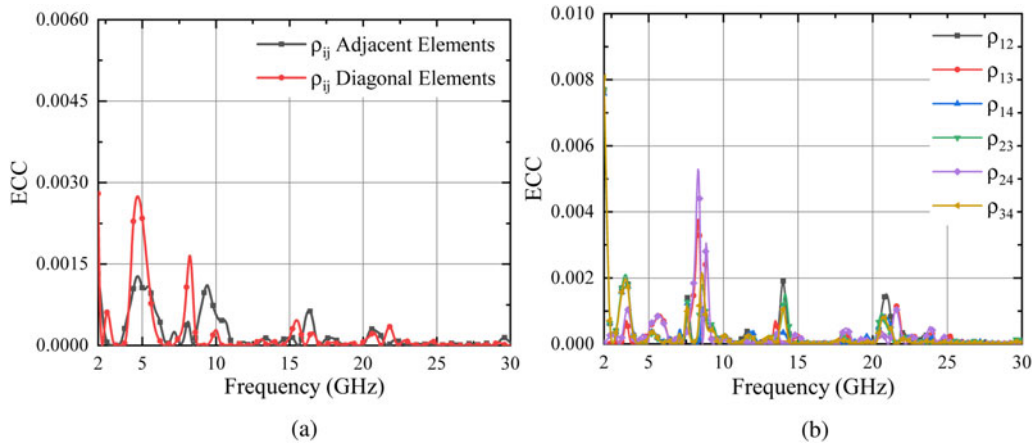 0.0060
0.0045
0.0030
0.0015
0.0000
ECC
ρij Adjacent Elements
ρij Diagonal Elements
2 5 10 15 20 25 30
Frequency (GHz)
(a)
0.010
0.008
0.006
0.004
0.002
0.000
ECC
ρ12
ρ13
ρ14
ρ23
ρ24
ρ34
2 5 10 15 20 25 30
Frequency (GHz)
(b)